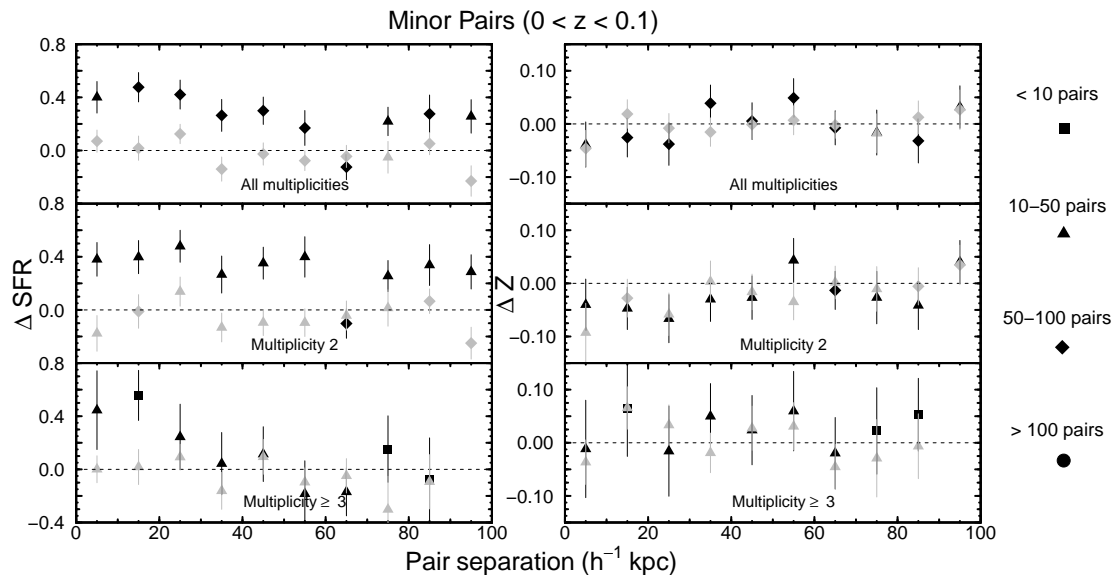 Minor Pairs (0 < z < 0.1)
0.8
0.4
0.0
All multiplicities
0.8
0.4
0.0
Multiplicity 2
0.8
0.4
0.0
−0.4
Multiplicity ≥ 3
Δ SFR
0 20 40 60 80 100
0.10
0.00
−0.10
All multiplicities
0.10
0.00
−0.10
Multiplicity 2
0.10
0.00
−0.10
Multiplicity ≥ 3
Δ Z
0 20 40 60 80 100
Pair separation (h⁻¹ kpc)
< 10 pairs
10−50 pairs
50−100 pairs
> 100 pairs